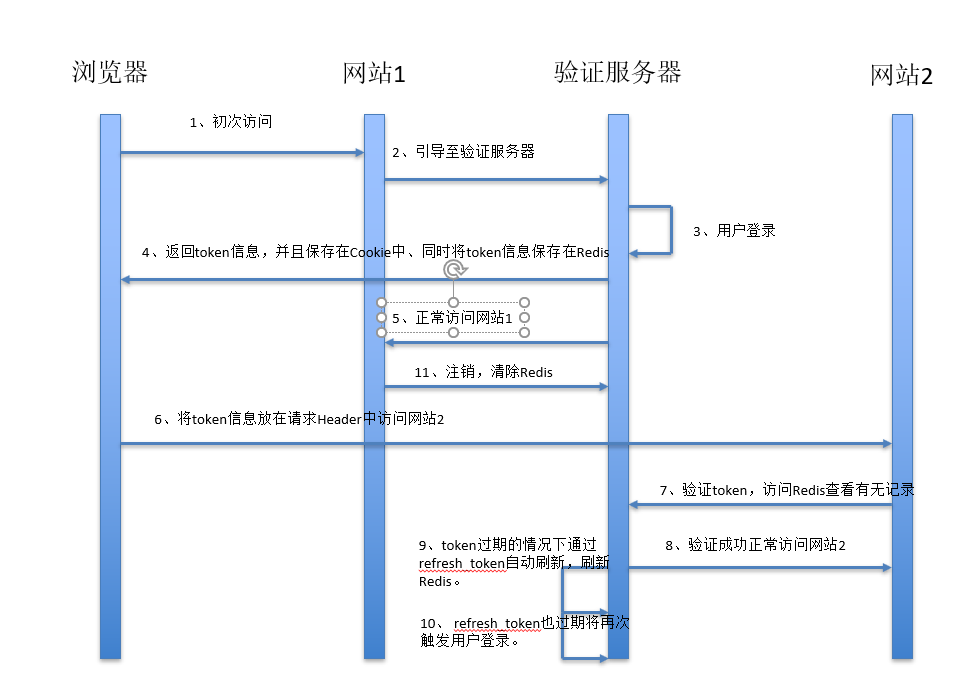 浏览器
网站1
验证服务器
网站2
1、初次访问
2、引导至验证服务器
3、用户登录
4、返回token信息，并且保存在Cookie中、同时将token信息保存在Redis
5、正常访问网站1
11、注销，清除Redis
6、将token信息放在请求Header中访问网站2
7、验证token，访问Redis查看有无记录
9、token过期的情况下通过
refresh_token自动刷新，刷新
Redis。
8、验证成功正常访问网站2
10、 refresh_token也过期将再次
触发用户登录。